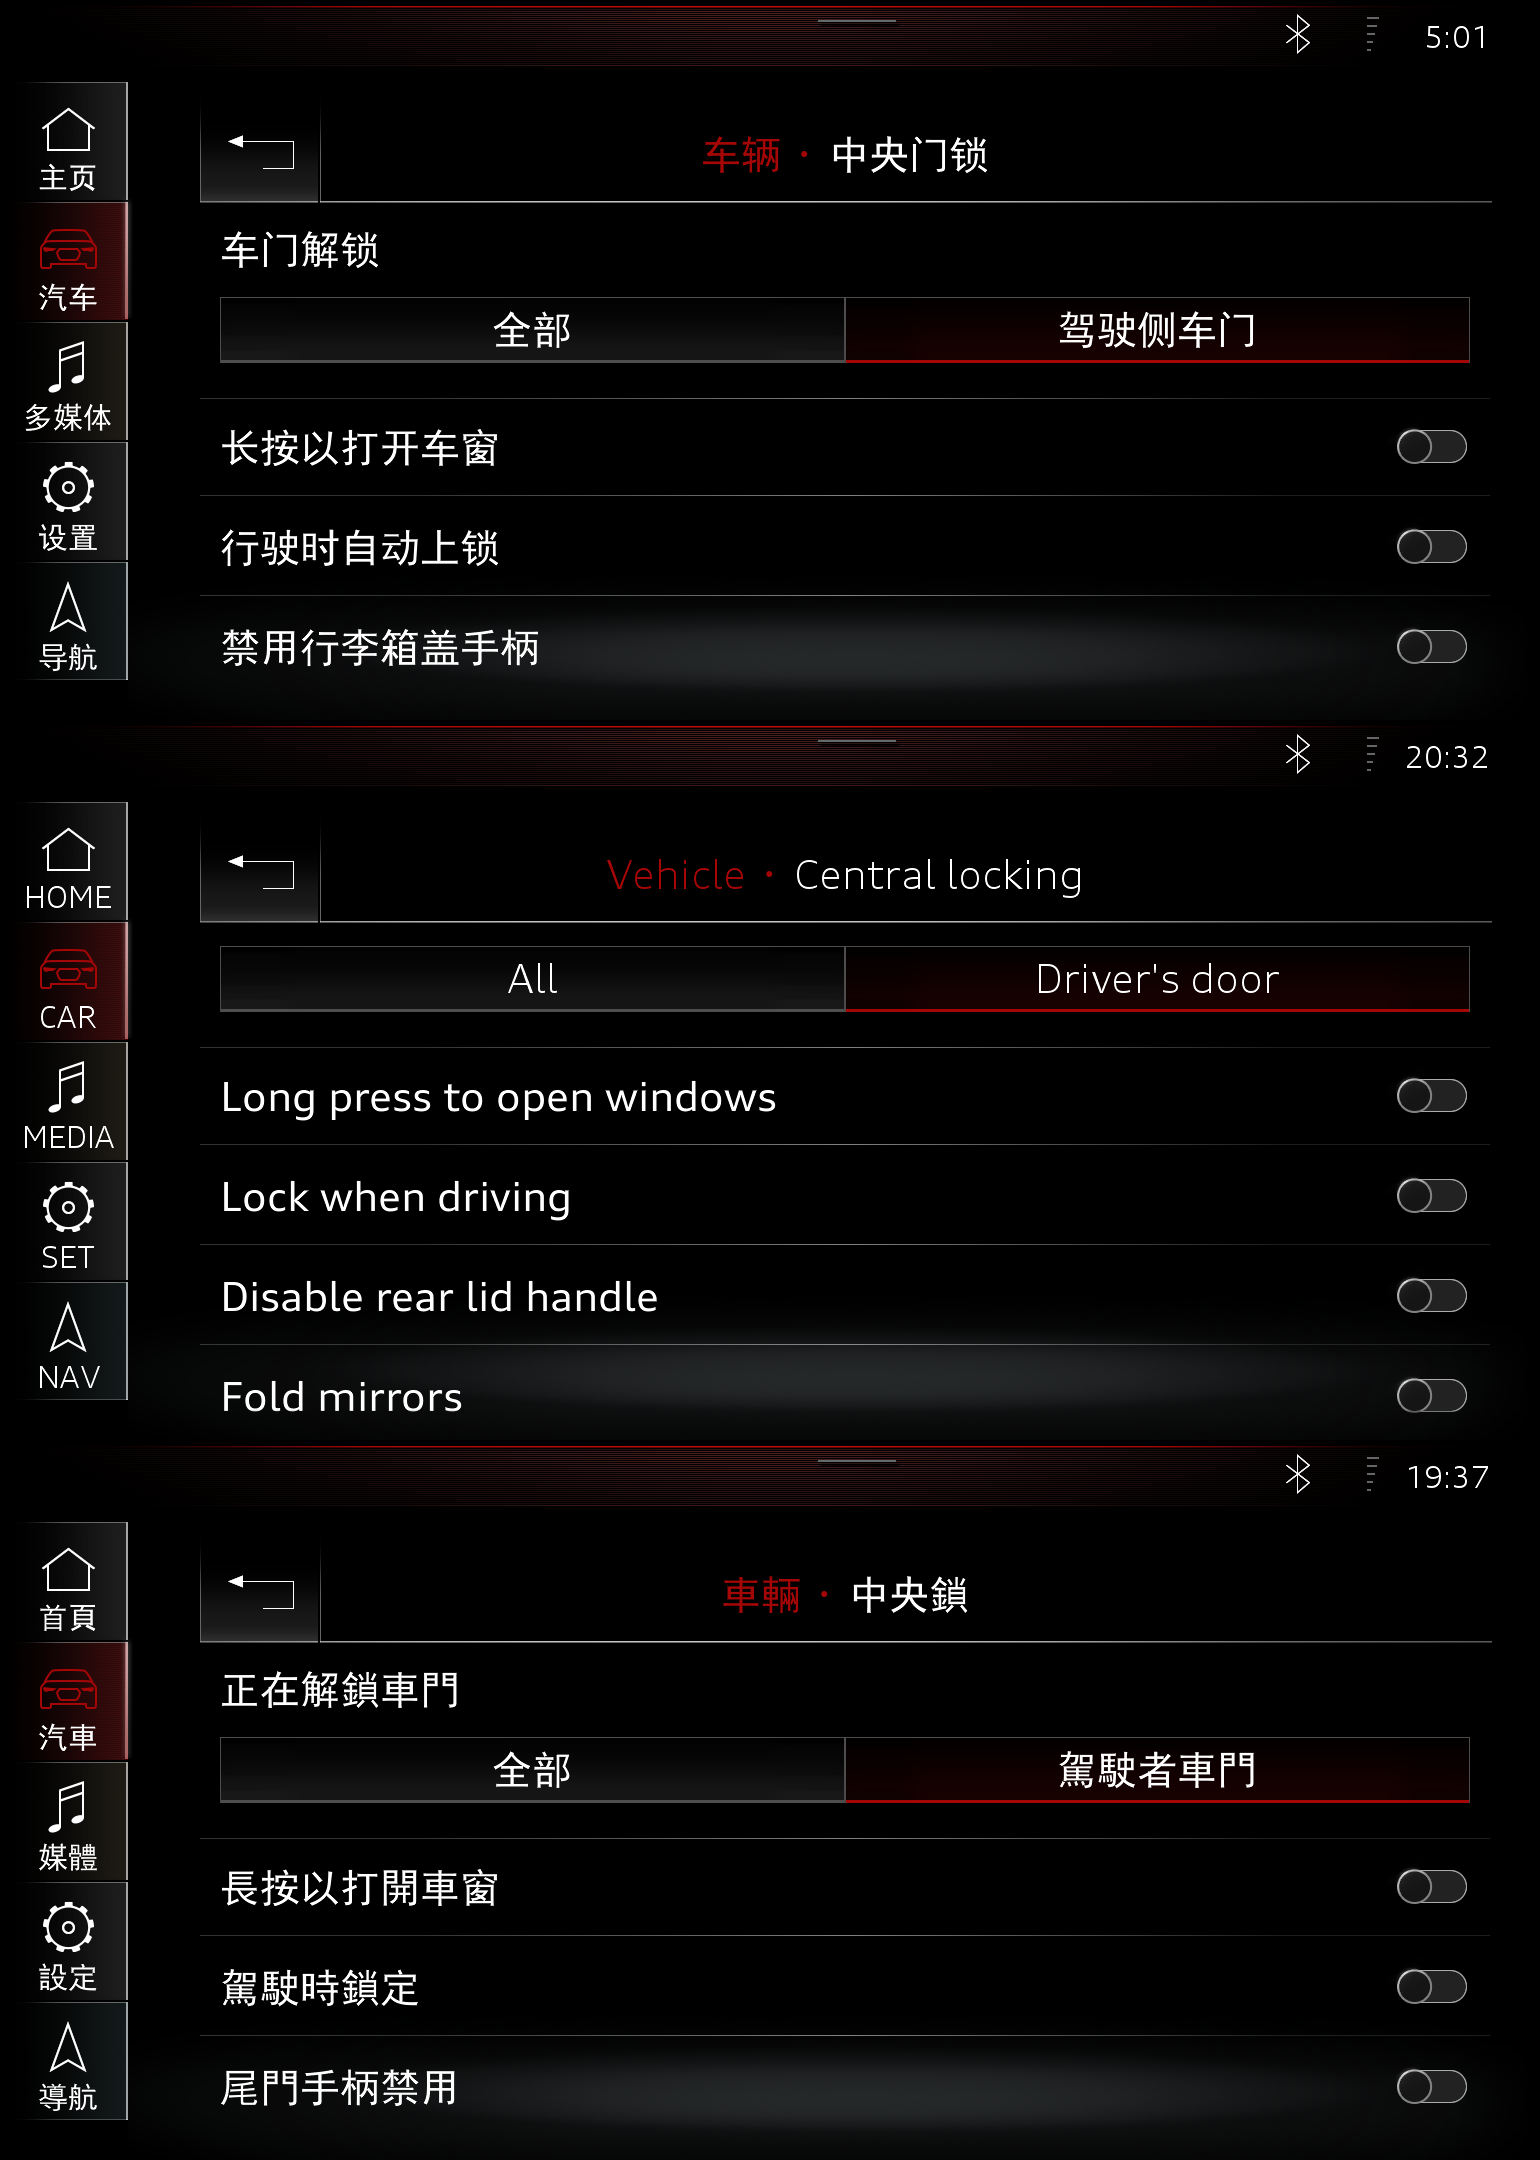 5:01
主页
汽车
多媒体
设置
导航
车辆 · 中央门锁
车门解锁
全部
驾驶侧车门
长按以打开车窗
行驶时自动上锁
禁用行李箱盖手柄
20:32
HOME
CAR
MEDIA
SET
NAV
Vehicle · Central locking
All
Driver's door
Long press to open windows
Lock when driving
Disable rear lid handle
Fold mirrors
19:37
首頁
汽車
媒體
設定
導航
車輛 · 中央鎖
正在解鎖車門
全部
駕駛者車門
長按以打開車窗
駕駛時鎖定
尾門手柄禁用